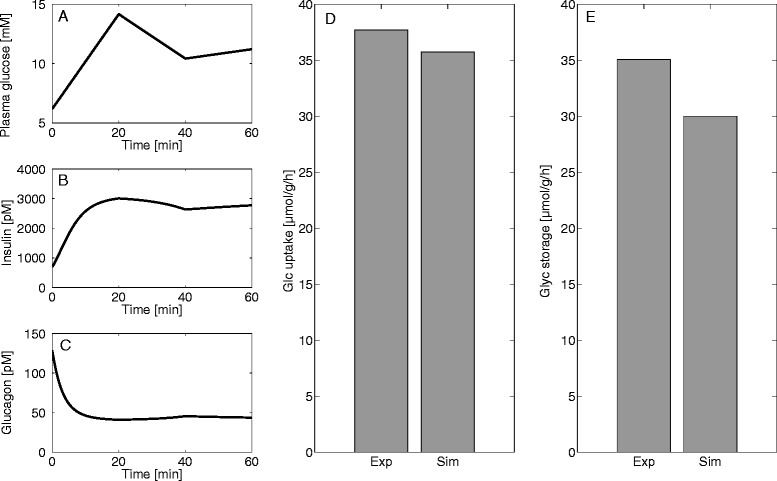 A
Plasma glucose [mM]
15
10
5
0 20 40 60
Time [min]
B
Insulin [pM]
4000
3000
2000
1000
0
0 20 40 60
Time [min]
C
Glucagon [pM]
150
100
50
0
0 20 40 60
Time [min]
D
Glc uptake [µmol/g/h]
40
35
30
25
20
15
10
5
0
Exp Sim
E
Glyc storage [µmol/g/h]
40
35
30
25
20
15
10
5
0
Exp Sim